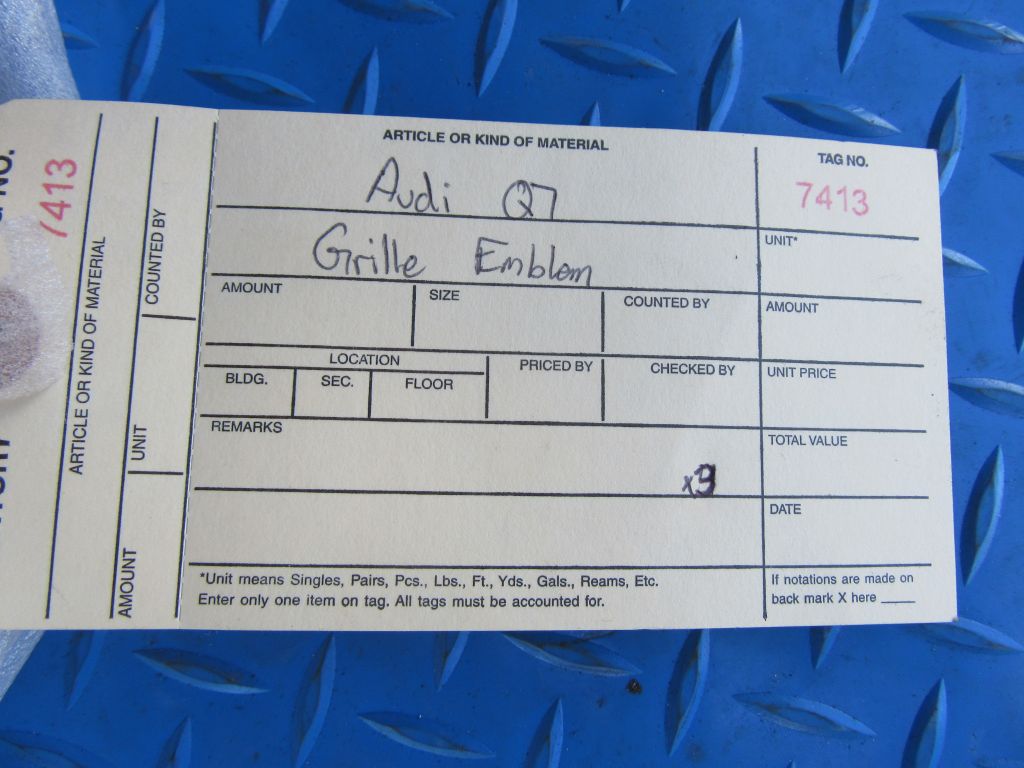 NO.
7413
ARTICLE OR KIND OF MATERIAL
COUNTED BY
UNIT
AMOUNT
ARTICLE OR KIND OF MATERIAL
Audi Q7
Grille Emblem
TAG NO.
7413
UNIT*
AMOUNT
SIZE
COUNTED BY
AMOUNT
LOCATION
BLDG.
SEC.
FLOOR
PRICED BY
CHECKED BY
UNIT PRICE
REMARKS
TOTAL VALUE
DATE
*Unit means Singles, Pairs, Pcs., Lbs., Ft., Yds., Gals., Reams, Etc.
Enter only one item on tag. All tags must be accounted for.
If notations are made on
back mark X here ____